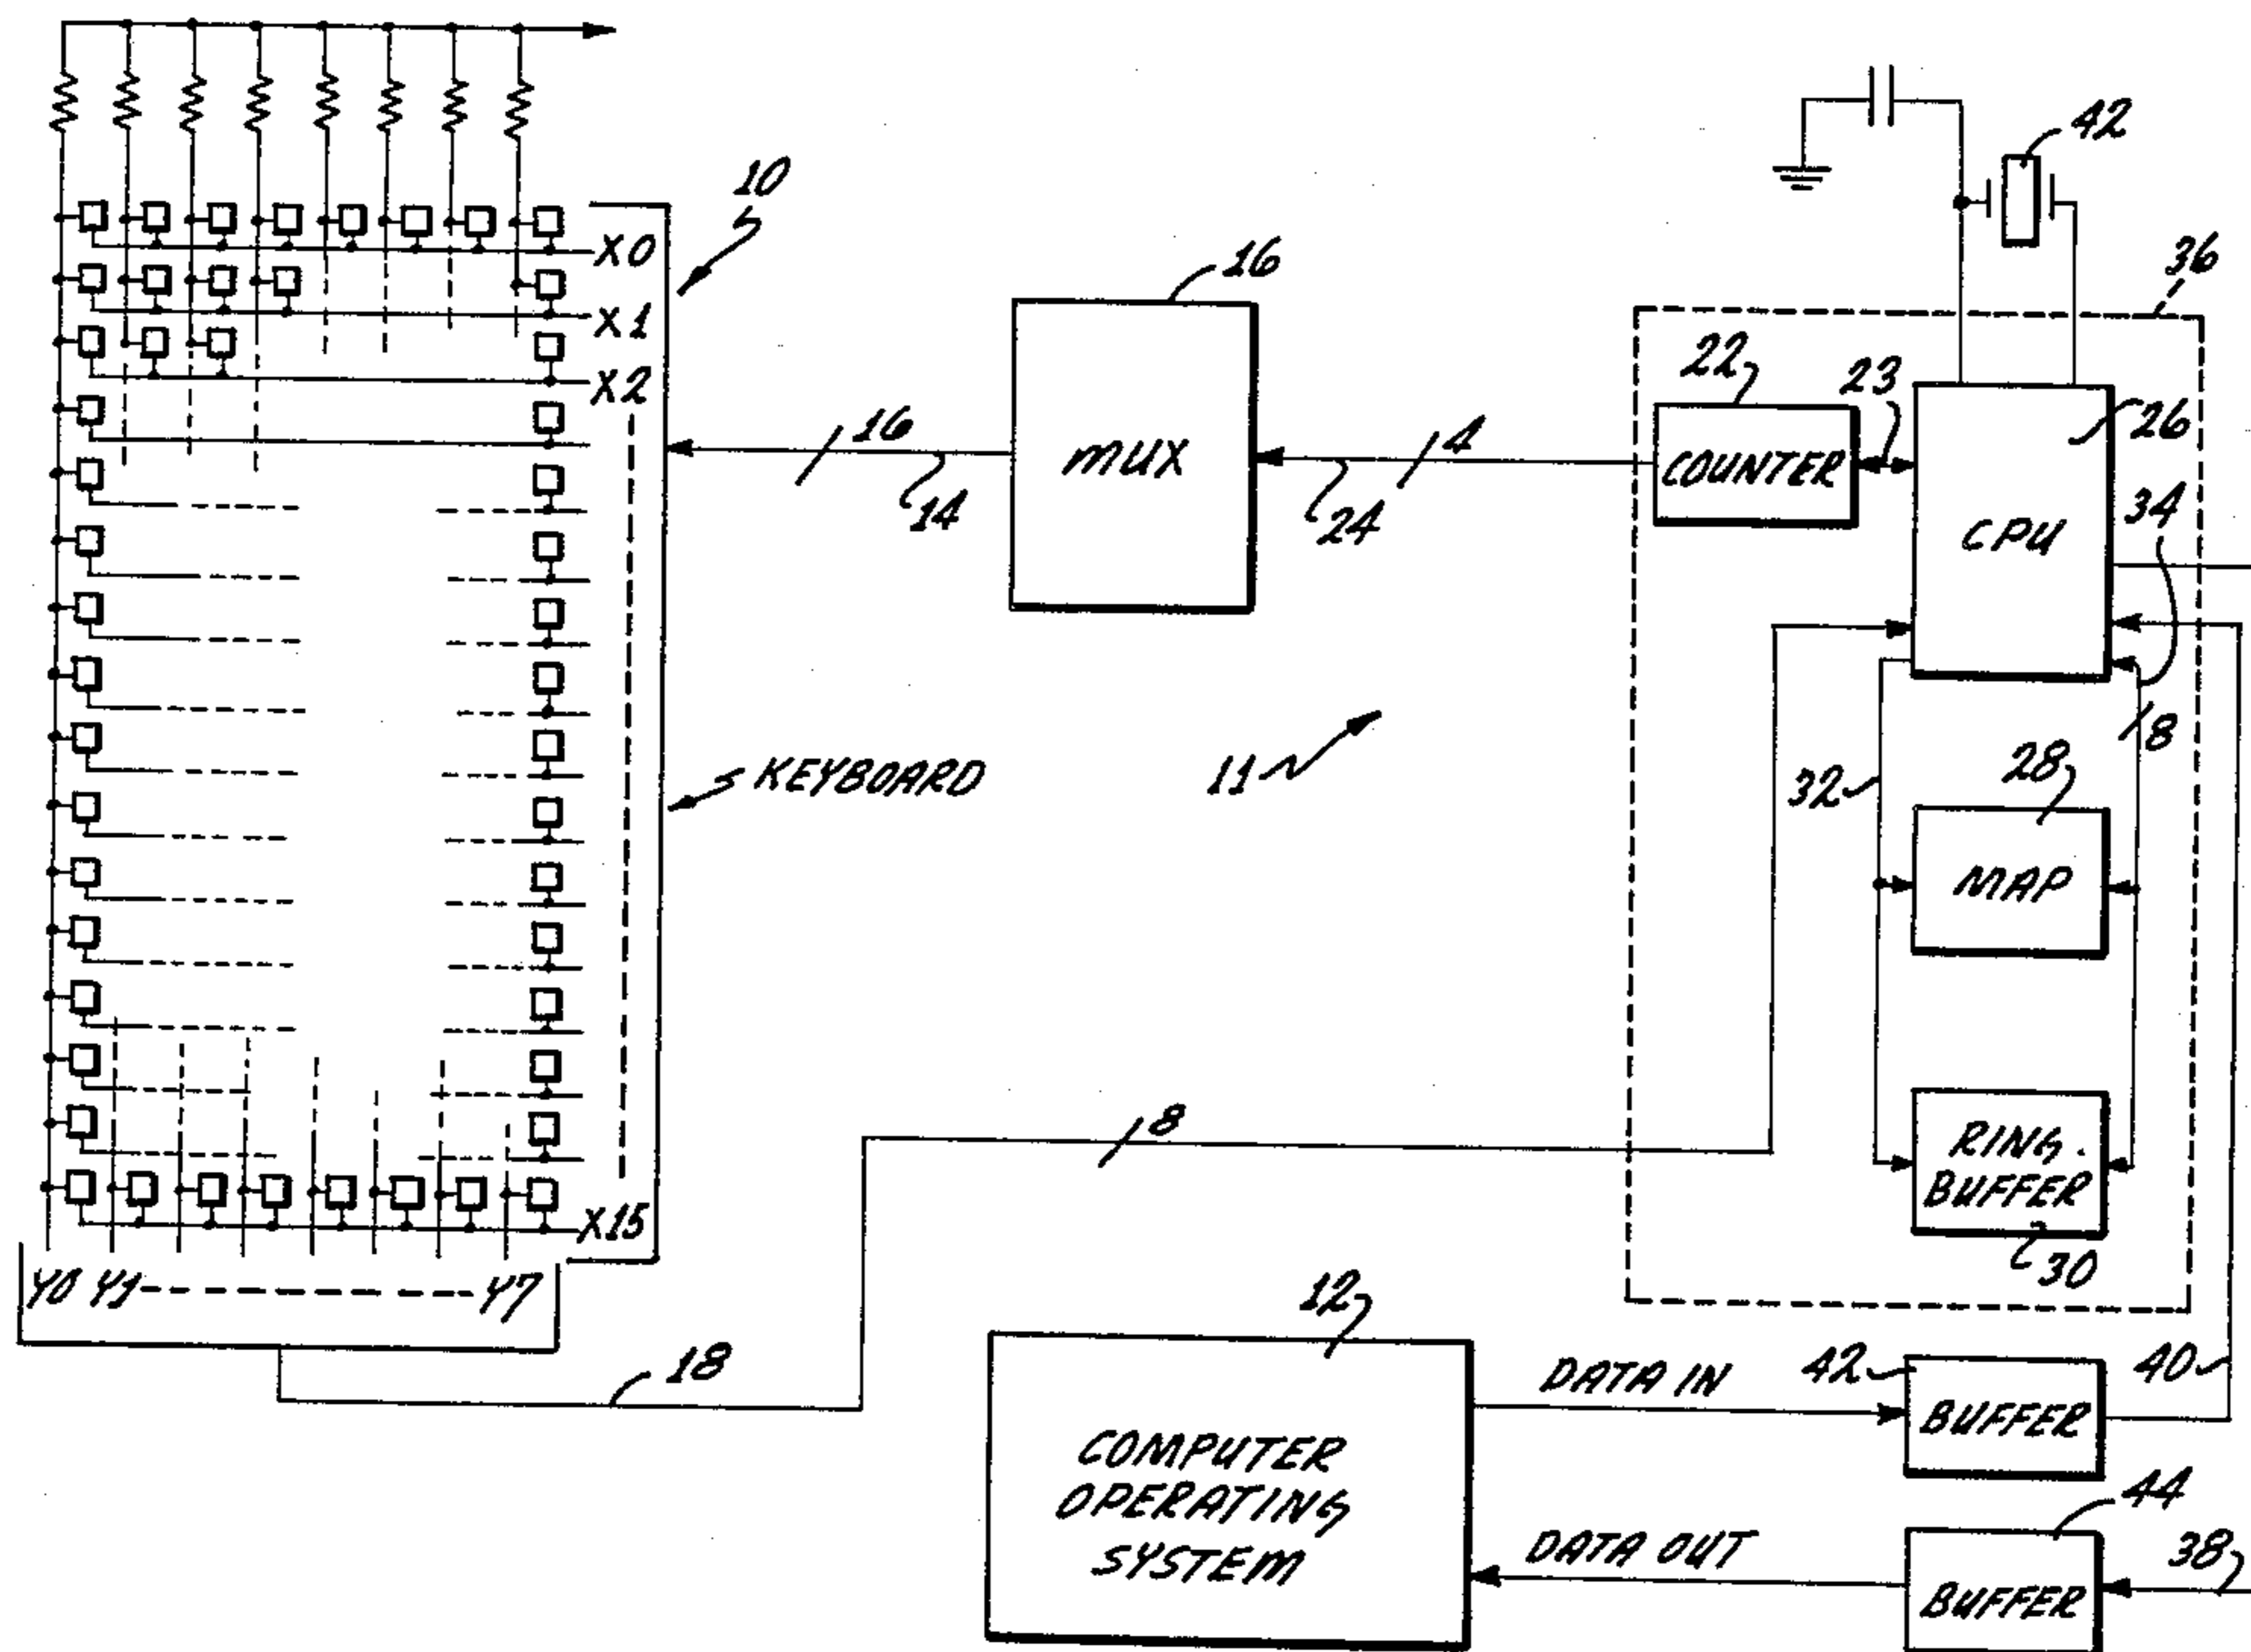 10
42
X0
X1
X2
X15
Y0 Y1 Y7
KEYBOARD
16
MUX
16
14
4
24
11
36
22
COUNTER
23
26
CPU
34
8
32
28
MAP
RING
BUFFER
30
8
18
12
COMPUTER
OPERATING
SYSTEM
DATA IN
42
BUFFER
40
DATA OUT
44
BUFFER
38